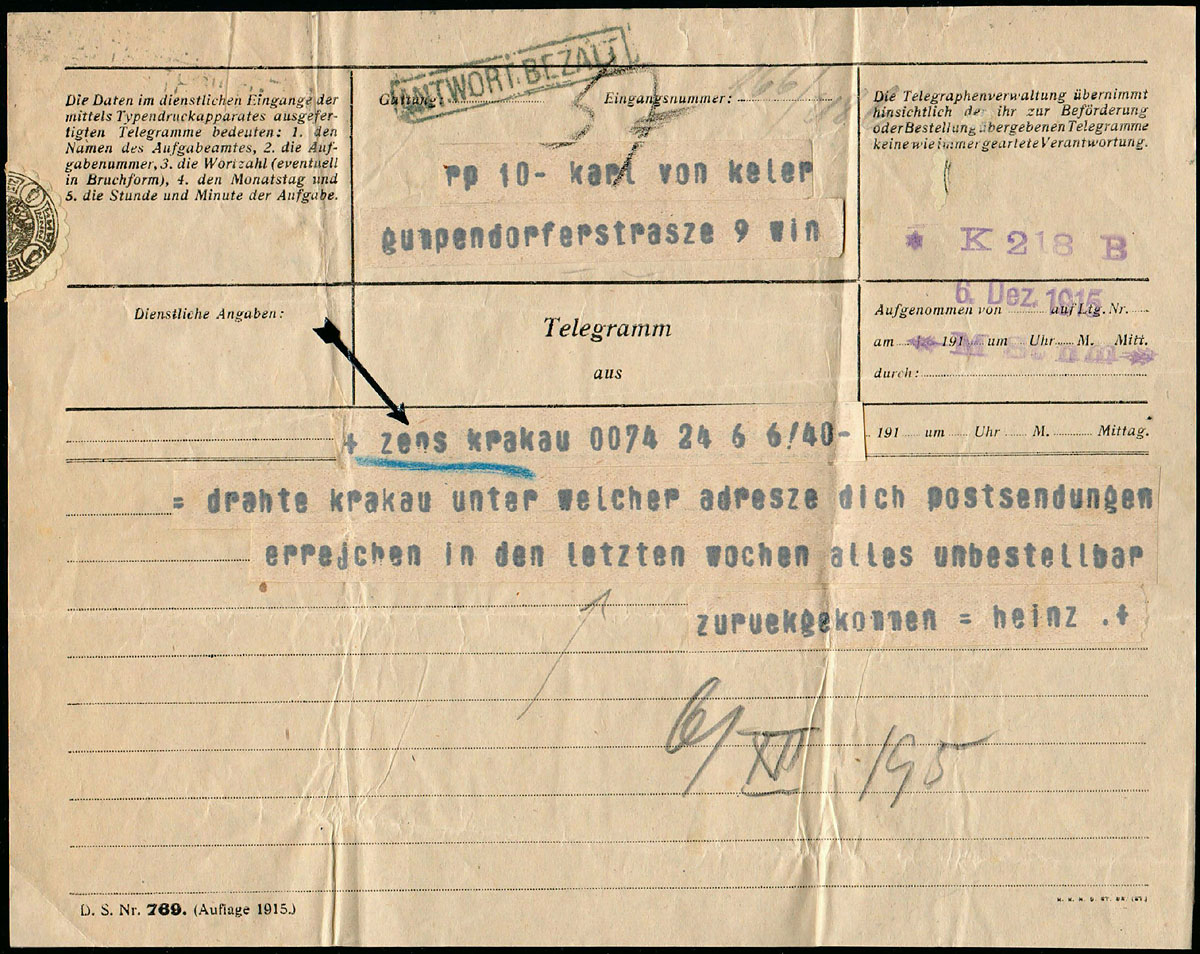 ANTWORT BEZALT
Die Daten im dienstlichen Eingange der
mittels Typendruckapparates ausgefer-
tigten Telegramme bedeuten: 1. den
Namen des Aufgabeamtes, 2. die Auf-
gabenummer, 3. die Wortzahl (eventuell
in Bruchform), 4. den Monatstag und
5. die Stunde und Minute der Aufgabe.
Gattung: Eingangsnummer:
57
rp 10- karl von keler
gumpendorferstrasze 9 win
Die Telegraphenverwaltung übernimmt
hinsichtlich der ihr zur Beförderung
oder Bestellung übergebenen Telegramme
keine wie immer geartete Verantwortung.
* K 218 B
6. Dez. 1915
Dienstliche Angaben:
Telegramm
aus
Aufgenommen von auf Ltg. Nr.
am 191 um Uhr M. Mitt.
durch:
+ zens krakau 0074 24 6 6/40-
191 um Uhr M. Mittag.
= drahte krakau unter welcher adresze dich postsendungen
errejchen in den letzten wochen alles unbestellbar
zuruekgekommen = heinz .+
6/XII 195
D. S. Nr. 769. (Auflage 1915.)